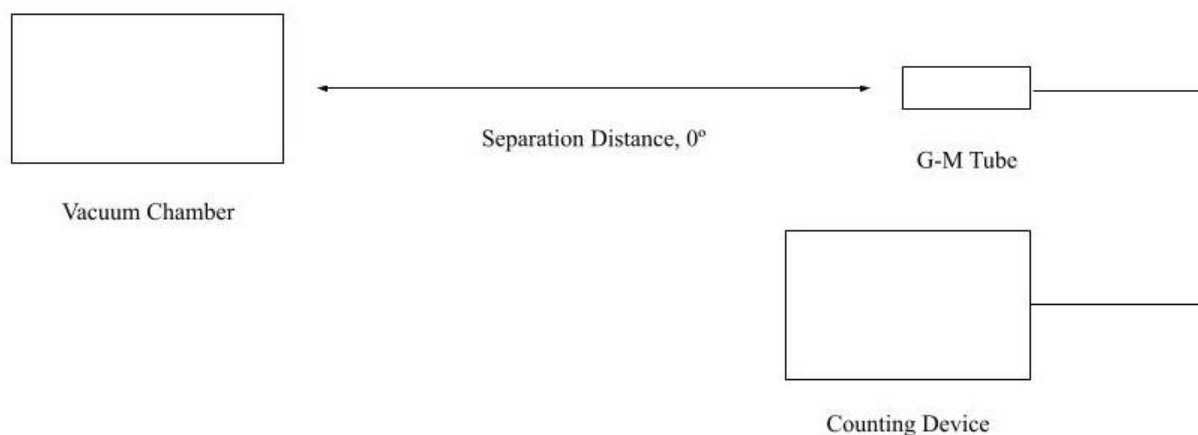 Separation Distance, 0º
G-M Tube
Vacuum Chamber
Counting Device